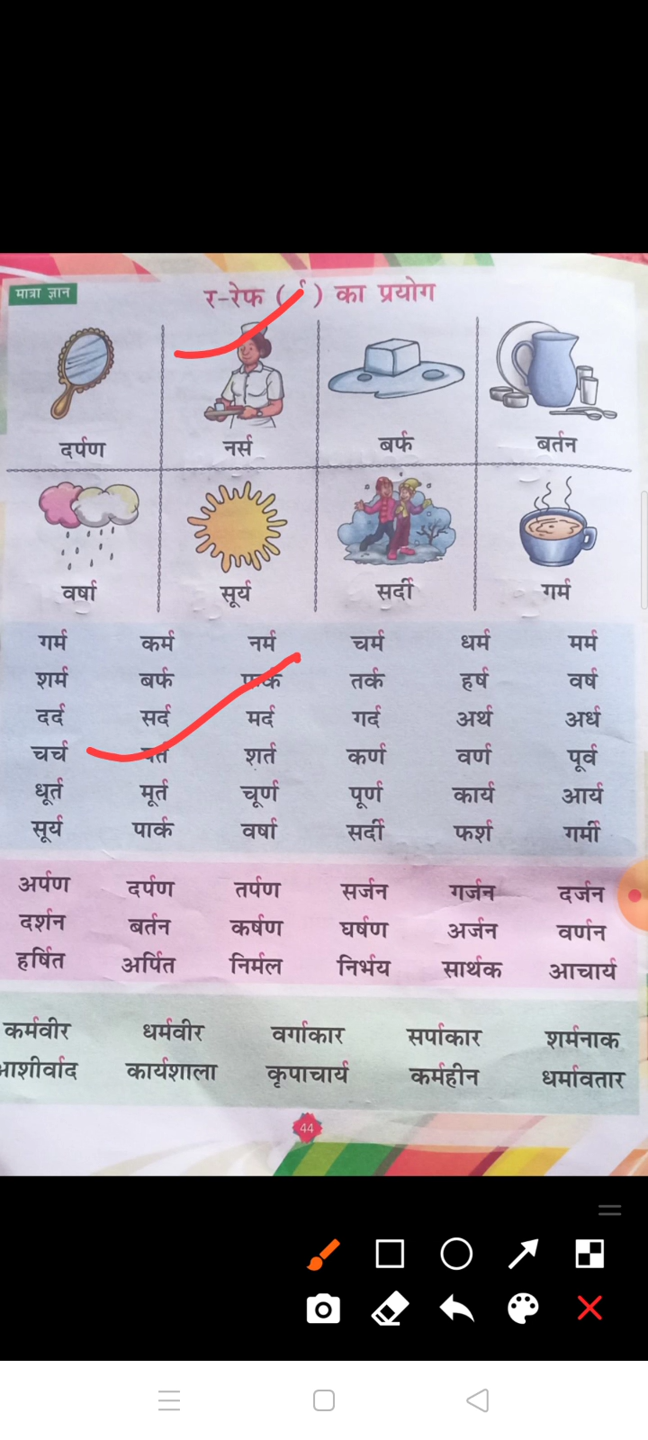 मात्रा ज्ञान
र-रेफ ( र्  ) का प्रयोग
दर्पण नर्स बर्फ बर्तन
वर्षा सूर्य सर्दी गर्म
गर्म कर्म नर्म चर्म धर्म मर्म
शर्म बर्फ तर्क हर्ष वर्ष
दर्द सर्द मर्द गर्द अर्थ अर्ध
चर्च शर्त कर्ण वर्ण पूर्व
धूर्त मूर्त चूर्ण पूर्ण कार्य आर्य
सूर्य पार्क वर्षा सर्दी फर्श गर्मी
अर्पण दर्पण तर्पण सर्जन गर्जन दर्जन
दर्शन बर्तन कर्षण घर्षण अर्जन वर्णन
हर्षित अर्पित निर्मल निर्भय सार्थक आचार्य
कर्मवीर धर्मवीर वर्गाकार सर्पाकार शर्मनाक
आशीर्वाद कार्यशाला कृपाचार्य कर्महीन धर्मावतार
44